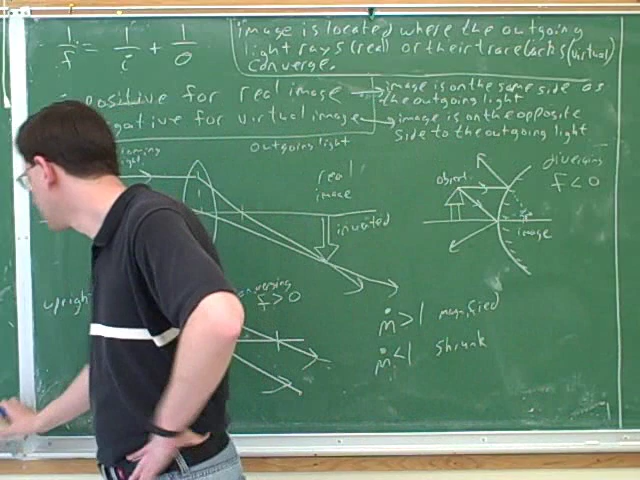 1/f = 1/i + 1/o
image is located where the outgoing
light rays (real) or their tracebacks (virtual)
converge.
positive for real image → image is on the same side as
the outgoing light
gative for virtual image → image is on the opposite
side to the outgoing light
outgoing light
real
image
inverted
object
diverging
f < 0
image
upright
f > 0
m > 1 magnified
m < 1 shrunk